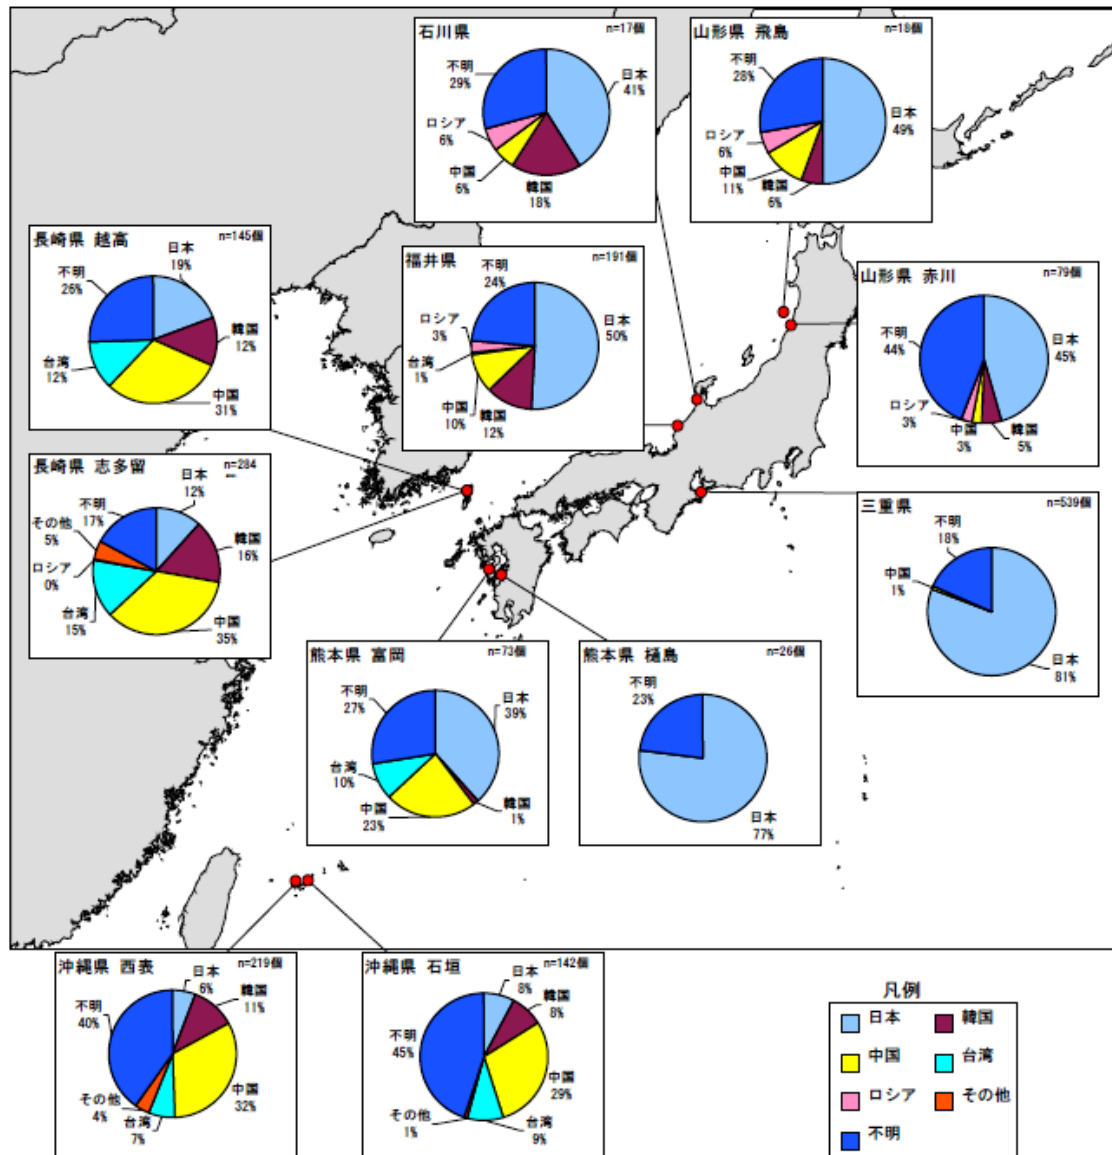 石川県 n=17個
不明
29%
日本
41%
ロシア
6%
中国
6%
韓国
18%
山形県 飛島 n=18個
不明
28%
日本
49%
ロシア
6%
中国
11%
韓国
6%
長崎県 越高 n=145個
日本
19%
不明
26%
韓国
12%
台湾
12%
中国
31%
福井県 n=191個
不明
24%
ロシア
3%
日本
50%
台湾
1%
中国
10%
韓国
12%
山形県 赤川 n=79個
不明
44%
日本
45%
ロシア
3%
中国
3%
韓国
5%
長崎県 志多留 n=284
日本
12%
不明
17%
その他
5%
韓国
16%
ロシア
0%
台湾
15%
中国
35%
三重県 n=539個
不明
18%
中国
1%
日本
81%
熊本県 富岡 n=73個
不明
27%
日本
39%
台湾
10%
中国
23%
韓国
1%
熊本県 樋島 n=26個
不明
23%
日本
77%
沖縄県 西表 n=219個
日本
6%
不明
40%
韓国
11%
その他
4%
台湾
7%
中国
32%
沖縄県 石垣 n=142個
日本
8%
韓国
8%
不明
45%
中国
29%
その他
1%
台湾
9%
凡例
日本 韓国
中国 台湾
ロシア その他
不明